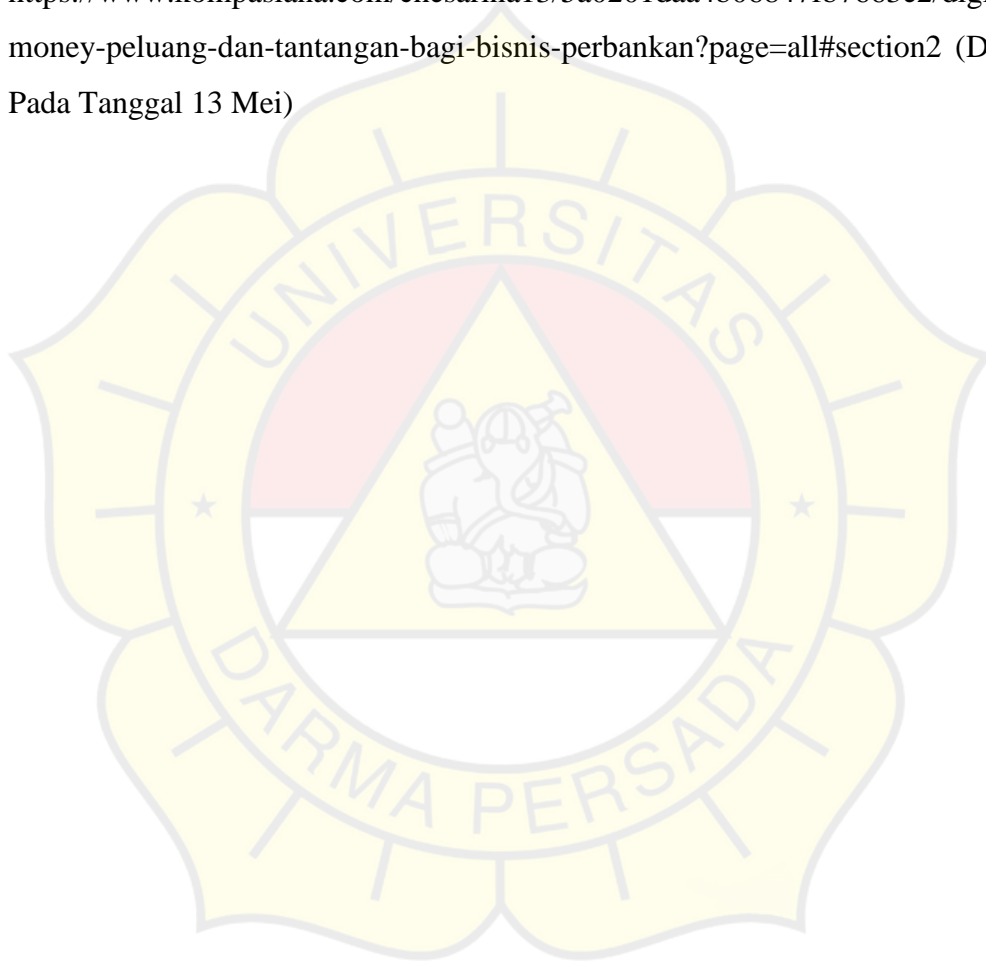 money-peluang-dan-tantangan-bagi-bisnis-perbankan?page=all#section2 (D
Pada Tanggal 13 Mei)
UNIVERSITAS
DARMA PERSADA